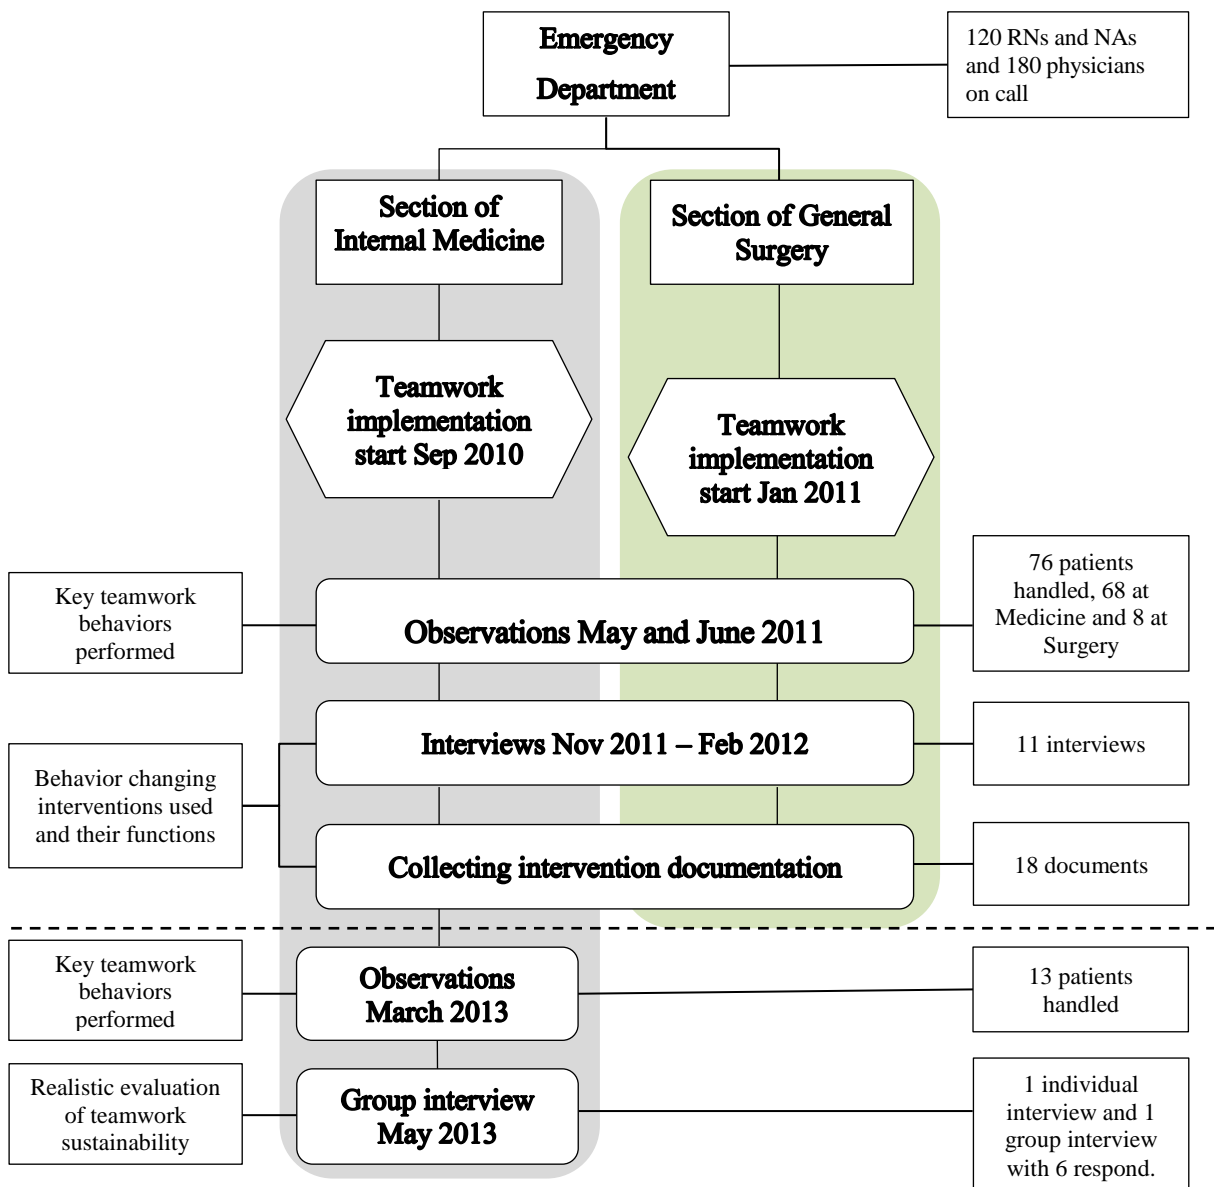 Emergency
Department
120 RNs and NAs
and 180 physicians
on call
Section of
Internal Medicine
Section of General
Surgery
Teamwork
implementation
start Sep 2010
Teamwork
implementation
start Jan 2011
Key teamwork
behaviors
performed
Observations May and June 2011
76 patients
handled, 68 at
Medicine and 8 at
Surgery
Interviews Nov 2011 – Feb 2012
11 interviews
Behavior changing
interventions used
and their functions
Collecting intervention documentation
18 documents
Key teamwork
behaviors
performed
Observations
March 2013
13 patients
handled
Realistic evaluation
of teamwork
sustainability
Group interview
May 2013
1 individual
interview and 1
group interview
with 6 respond.